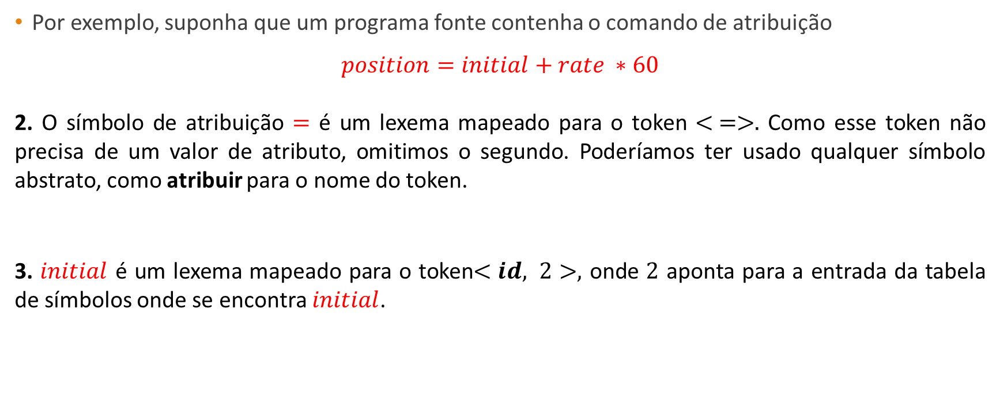 • Por exemplo, suponha que um programa fonte contenha o comando de atribuição
position = initial + rate ∗ 60
2. O símbolo de atribuição = é um lexema mapeado para o token < =>. Como esse token não
precisa de um valor de atributo, omitimos o segundo. Poderíamos ter usado qualquer símbolo
abstrato, como atribuir para o nome do token.
3. initial é um lexema mapeado para o token< id, 2 >, onde 2 aponta para a entrada da tabela
de símbolos onde se encontra initial.